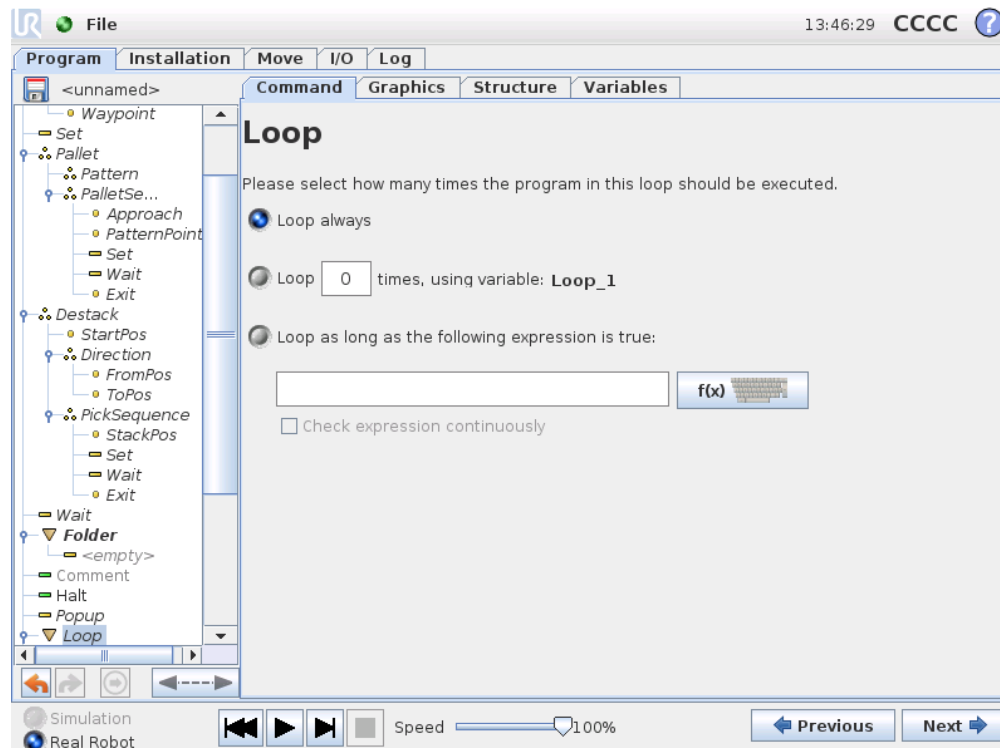 UR File 13:46:29 CCCC ?
Program Installation Move I/O Log
<unnamed>
Command Graphics Structure Variables
Waypoint
Set
Pallet
Pattern
PalletSe...
Approach
PatternPoint
Set
Wait
Exit
Destack
StartPos
Direction
FromPos
ToPos
PickSequence
StackPos
Set
Wait
Exit
Wait
Folder
<empty>
Comment
Halt
Popup
Loop
Loop
Please select how many times the program in this loop should be executed.
Loop always
Loop 0 times, using variable: Loop_1
Loop as long as the following expression is true:
f(x)
Check expression continuously
Simulation
Real Robot
Speed 100%
Previous Next